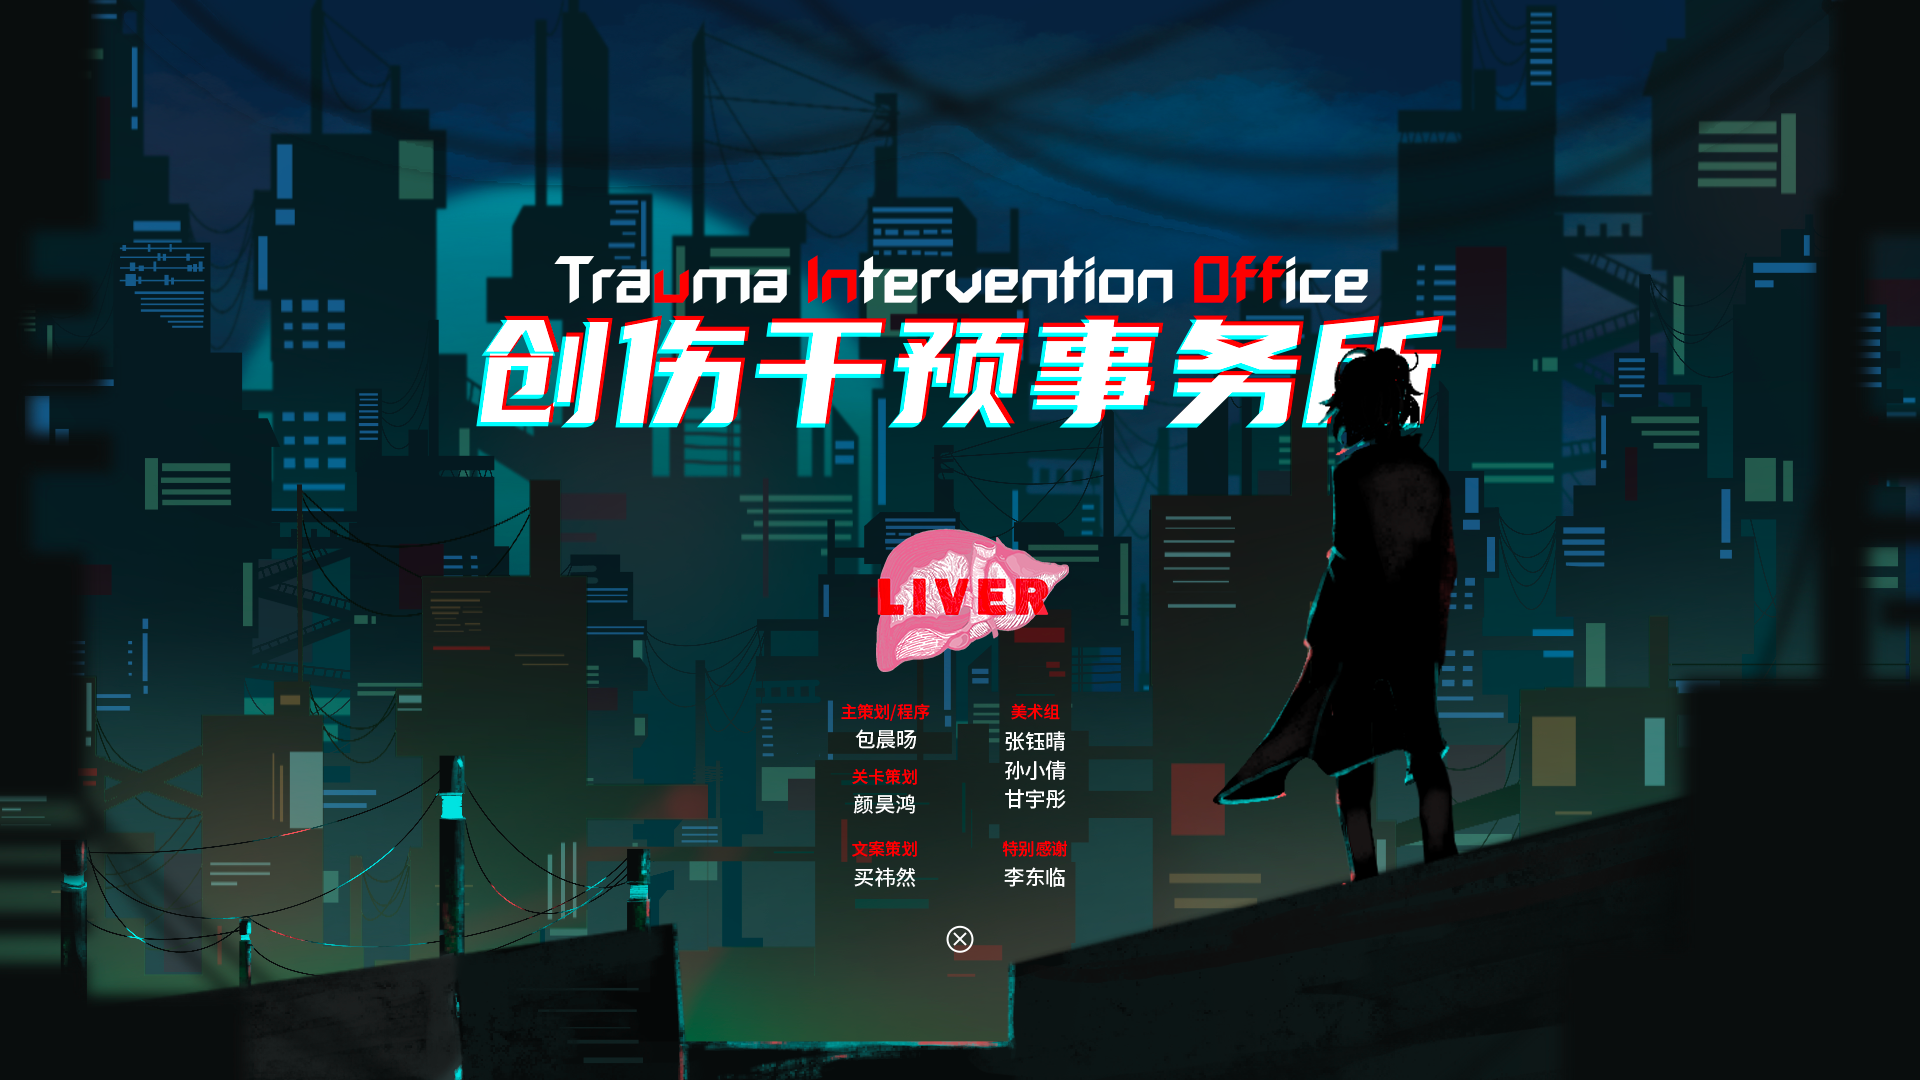 Trauma Intervention Office
创伤干预事务所
LIVER
主策划/程序
包晨旸
关卡策划
颜昊鸿
文案策划
买祎然
美术组
张钰晴
孙小倩
甘宇彤
特别感谢
李东临